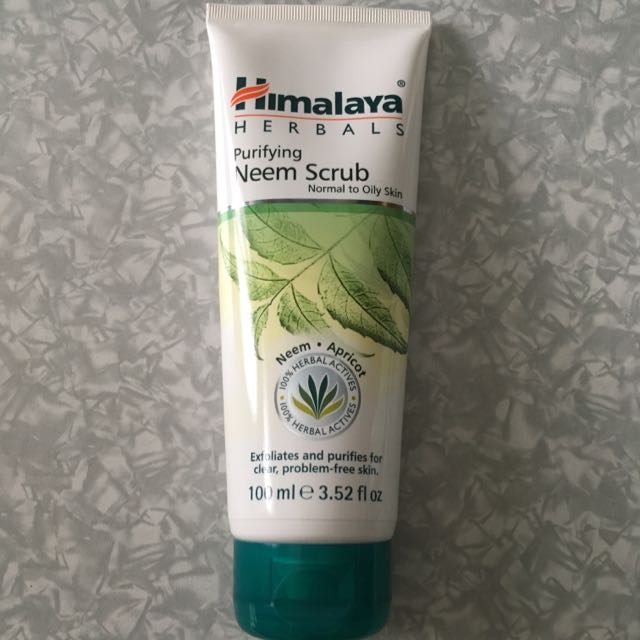 Himalaya®
HERBALS
Purifying
Neem Scrub
Normal to Oily Skin
Neem • Apricot
100% HERBAL ACTIVES •
100% HERBAL ACTIVES •
Exfoliates and purifies for
clear, problem-free skin.
100 ml ℮ 3.52 fl oz